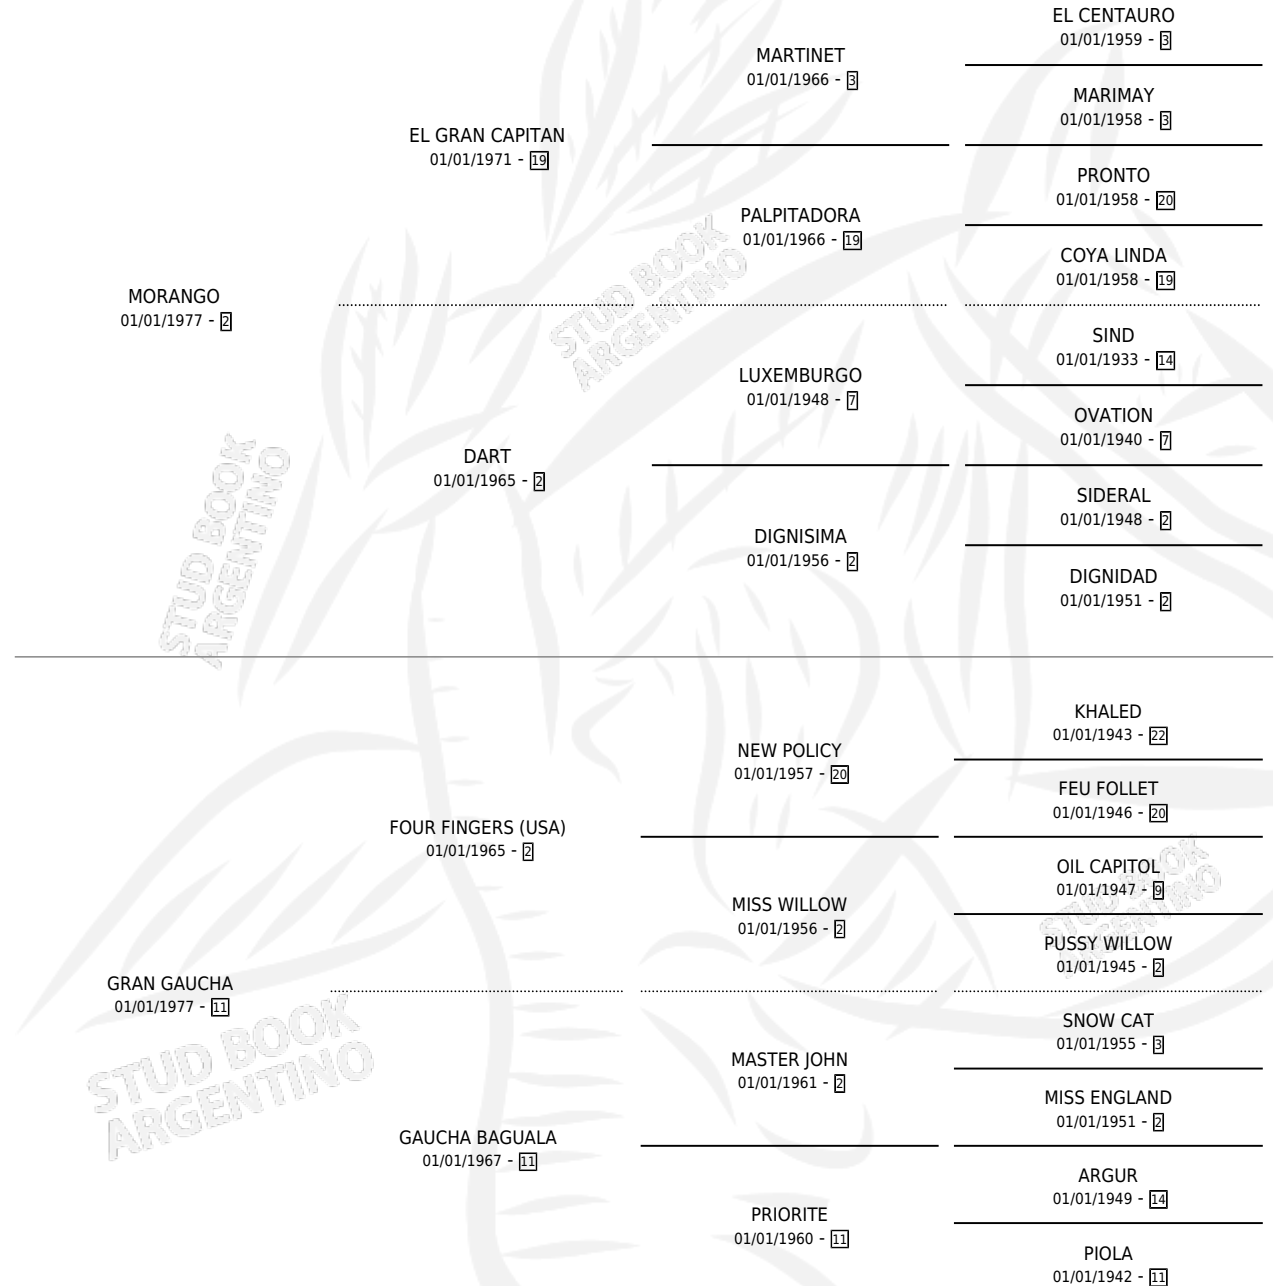 EL CENTAURO
01/01/1959 - 3
MARTINET
01/01/1966 - 3
MARIMAY
01/01/1958 - 3
EL GRAN CAPITAN
01/01/1971 - 19
PRONTO
01/01/1958 - 20
PALPITADORA
01/01/1966 - 19
COYA LINDA
01/01/1958 - 19
MORANGO
01/01/1977 - 2
STUD BOOK
ARGENTINO
SIND
01/01/1933 - 14
LUXEMBURGO
01/01/1948 - 7
OVATION
01/01/1940 - 7
DART
01/01/1965 - 2
SIDERAL
01/01/1948 - 2
DIGNISIMA
01/01/1956 - 2
DIGNIDAD
01/01/1951 - 2
STUD BOOK
ARGENTINO
KHALED
01/01/1943 - 22
NEW POLICY
01/01/1957 - 20
FEU FOLLET
01/01/1946 - 20
FOUR FINGERS (USA)
01/01/1965 - 2
OIL CAPITOL
01/01/1947 - 9
MISS WILLOW
01/01/1956 - 2
PUSSY WILLOW
01/01/1945 - 2
STUD BOOK
ARGENTINO
GRAN GAUCHA
01/01/1977 - 11
SNOW CAT
01/01/1955 - 3
MASTER JOHN
01/01/1961 - 2
MISS ENGLAND
01/01/1951 - 2
GAUCHA BAGUALA
01/01/1967 - 11
ARGUR
01/01/1949 - 14
PRIORITE
01/01/1960 - 11
PIOLA
01/01/1942 - 11
STUD BOOK
ARGENTINO